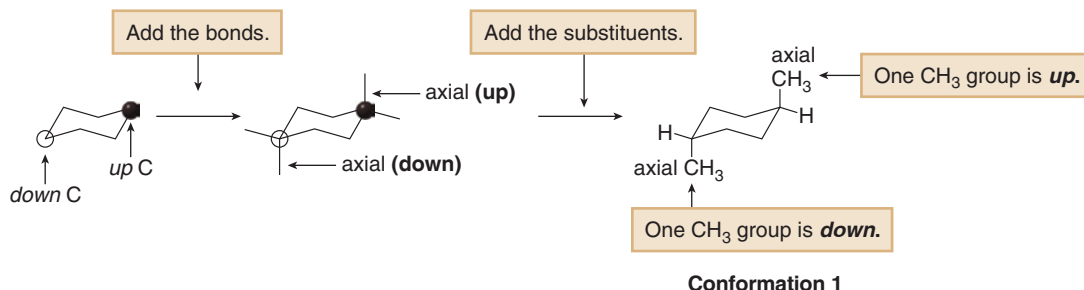 Add the bonds.
Add the substituents.
axial
CH3
One CH3 group is up.
axial (up)
H
H
up C
axial (down)
axial CH3
down C
One CH3 group is down.
Conformation 1